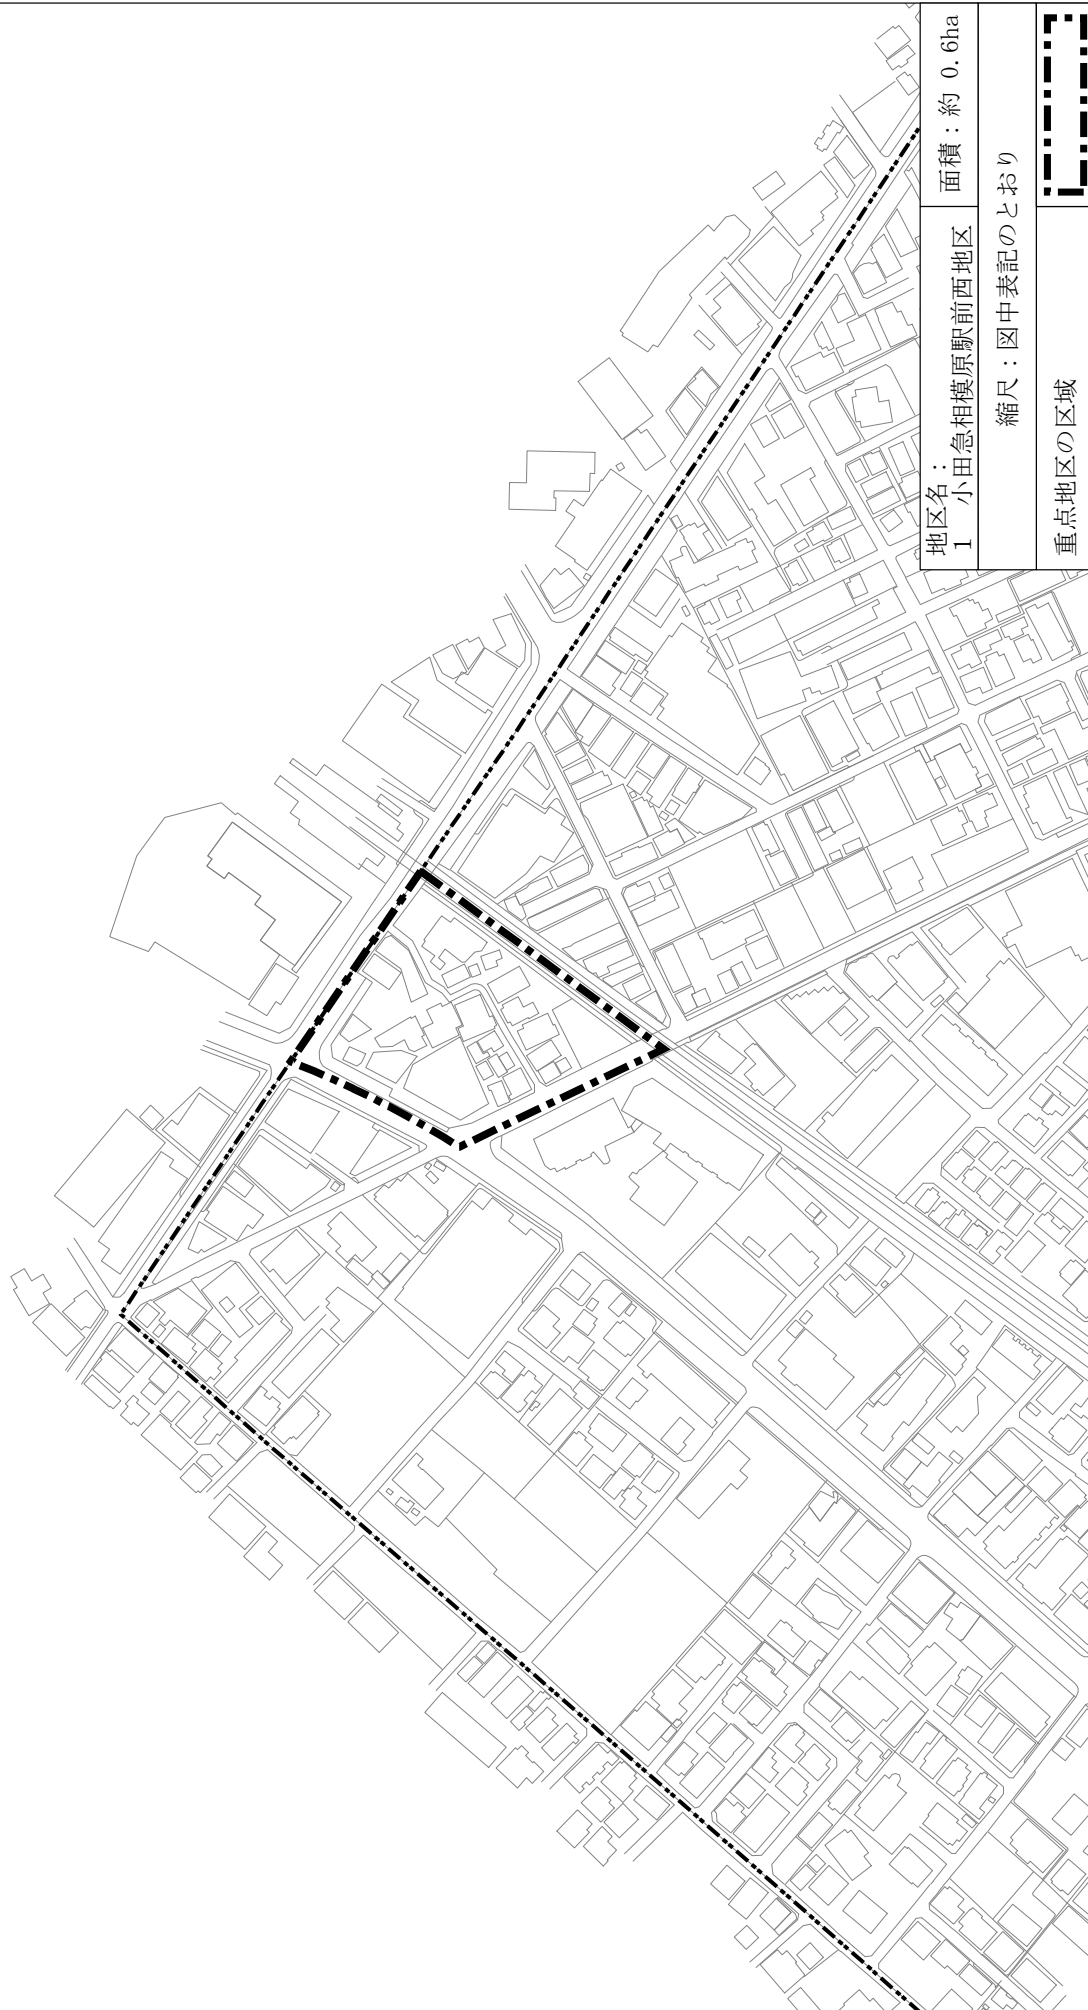 地区名：
1　小田急相模原駅前西地区
面積：約 0.6ha
縮尺：図中表記のとおり
重点地区の区域